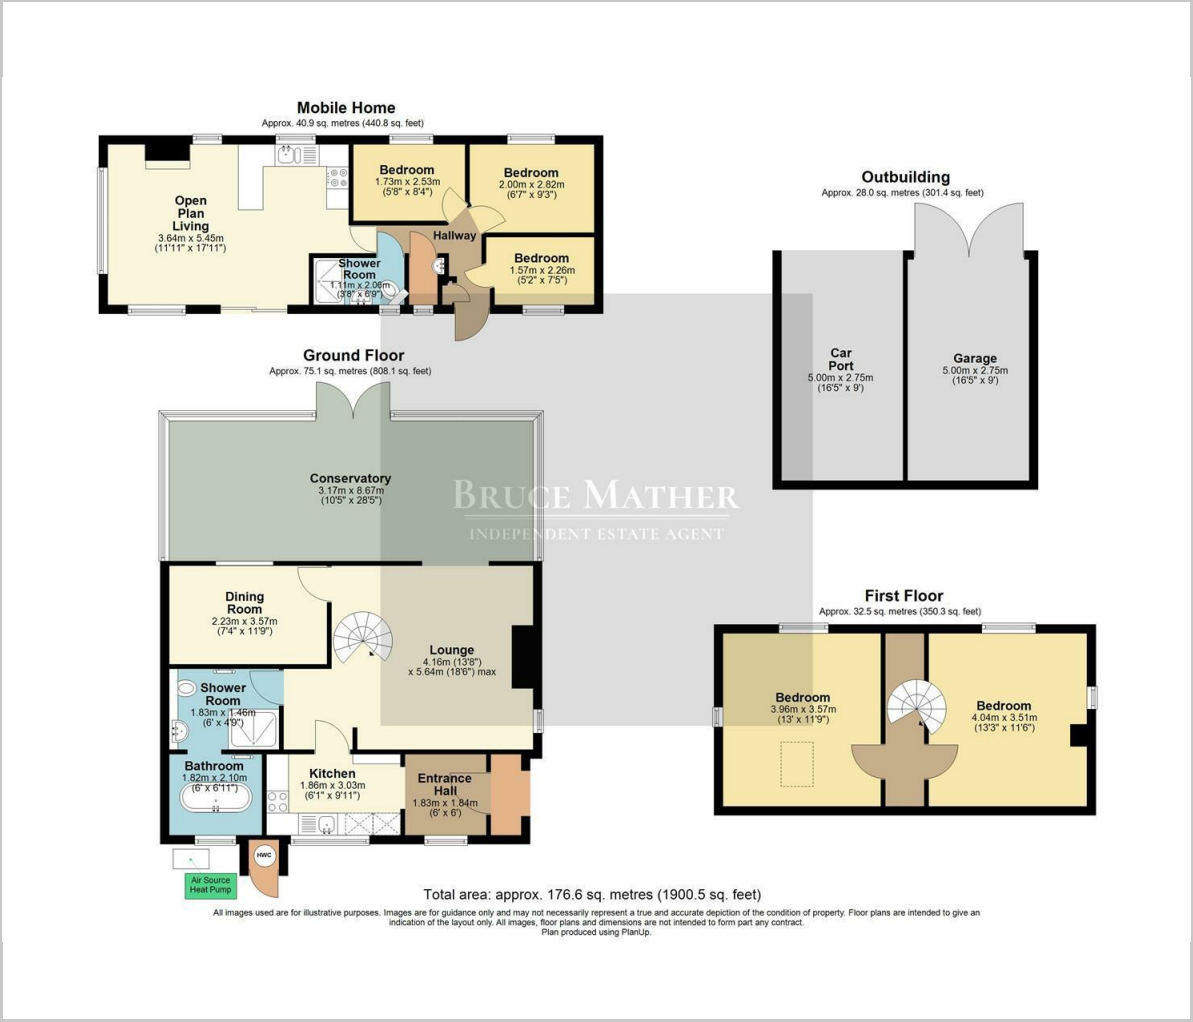 Mobile Home
Approx. 40.9 sq. metres (440.8 sq. feet)
Open
Plan
Living
3.64m x 5.45m
(11'11" x 17'11")
Bedroom
1.73m x 2.53m
(5'8" x 8'4")
Bedroom
2.00m x 2.82m
(6'7" x 9'3")
Hallway
Shower
Room
1.11m x 2.06m
(3'8" x 6'9")
Bedroom
1.57m x 2.26m
(5'2" x 7'5")
Outbuilding
Approx. 28.0 sq. metres (301.4 sq. feet)
Car
Port
5.00m x 2.75m
(16'5" x 9')
Garage
5.00m x 2.75m
(16'5" x 9')
Ground Floor
Approx. 75.1 sq. metres (808.1 sq. feet)
Conservatory
3.17m x 8.67m
(10'5" x 28'5")
BRUCE MATHER
INDEPENDENT ESTATE AGENT
Dining
Room
2.23m x 3.57m
(7'4" x 11'9")
Lounge
4.16m (13'8")
x 5.64m (18'6") max
Shower
Room
1.83m x 1.46m
(6' x 4'9")
Bathroom
1.82m x 2.10m
(6' x 6'11")
Kitchen
1.86m x 3.03m
(6'1" x 9'11")
Entrance
Hall
1.83m x 1.84m
(6' x 6')
HWC
Air Source
Heat Pump
First Floor
Approx. 32.5 sq. metres (350.3 sq. feet)
Bedroom
3.96m x 3.57m
(13' x 11'9")
Bedroom
4.04m x 3.51m
(13'3" x 11'6")
Total area: approx. 176.6 sq. metres (1900.5 sq. feet)
All images used are for illustrative purposes. Images are for guidance only and may not necessarily represent a true and accurate depiction of the condition of property. Floor plans are intended to give an
indication of the layout only. All images, floor plans and dimensions are not intended to form part any contract.
Plan produced using PlanUp.